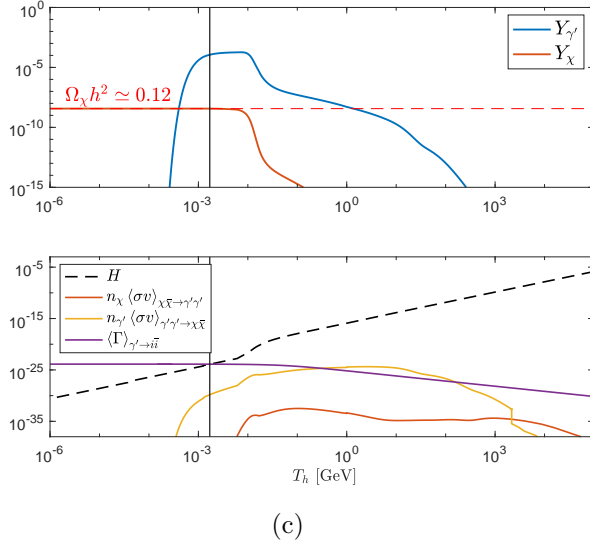 10^0
10^-5
10^-10
10^-15
Y_γ′
Y_χ
Ω_χ h^2 ≃ 0.12
10^-6 10^-3 10^0 10^3
10^-5
10^-15
10^-25
10^-35
H
n_χ ⟨σv⟩_χχ̅→γ′γ′
n_γ′ ⟨σv⟩_γ′γ′→χχ̅
⟨Γ⟩_γ′→ii̅
10^-6 10^-3 10^0 10^3
T_h [GeV]
(c)